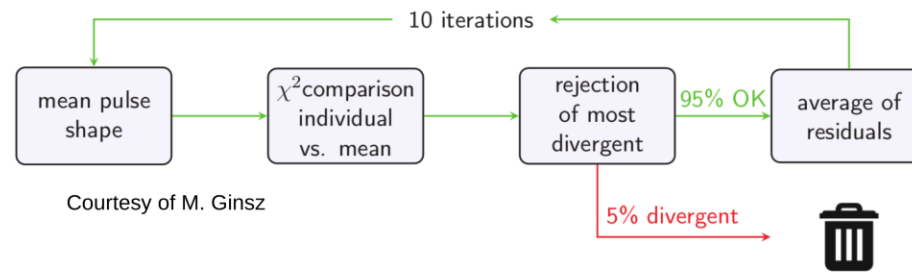 10 iterations
mean pulse
shape
χ²comparison
individual
vs. mean
rejection
of most
divergent
95% OK
average of
residuals
5% divergent
Courtesy of M. Ginsz